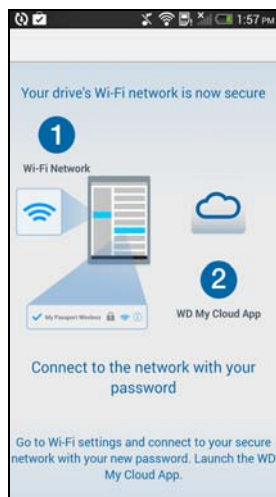 1:57 PM
Your drive's Wi-Fi network is now secure
1
Wi-Fi Network
My Passport Wireless
2
WD My Cloud App
Connect to the network with your
password
Go to Wi-Fi settings and connect to your secure
network with your new password. Launch the WD
My Cloud App.